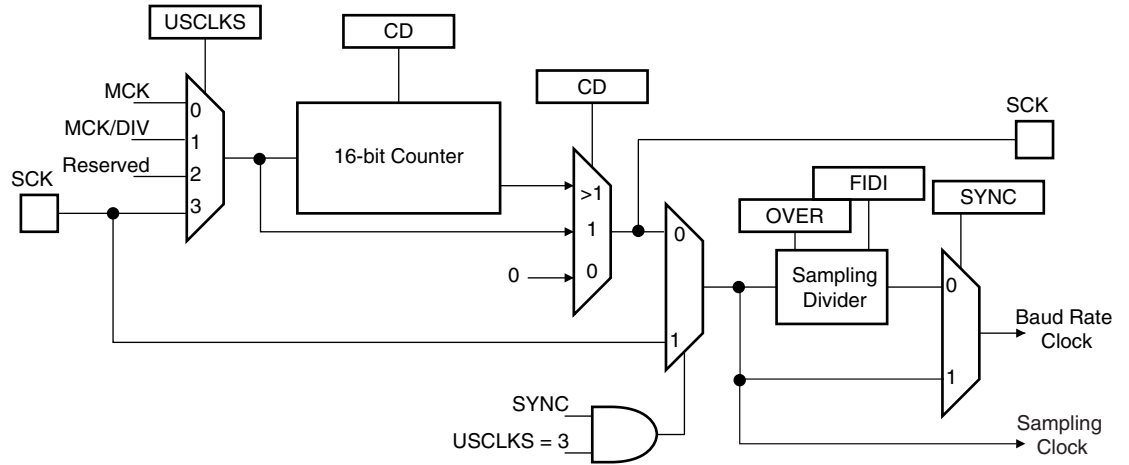 USCLKS
CD
CD
MCK
0
MCK/DIV
1
Reserved
2
SCK
3
16-bit Counter
>1
1
0
0
SCK
FIDI
OVER
SYNC
0
Sampling
Divider
0
Baud Rate
Clock
1
1
SYNC
USCLKS = 3
Sampling
Clock